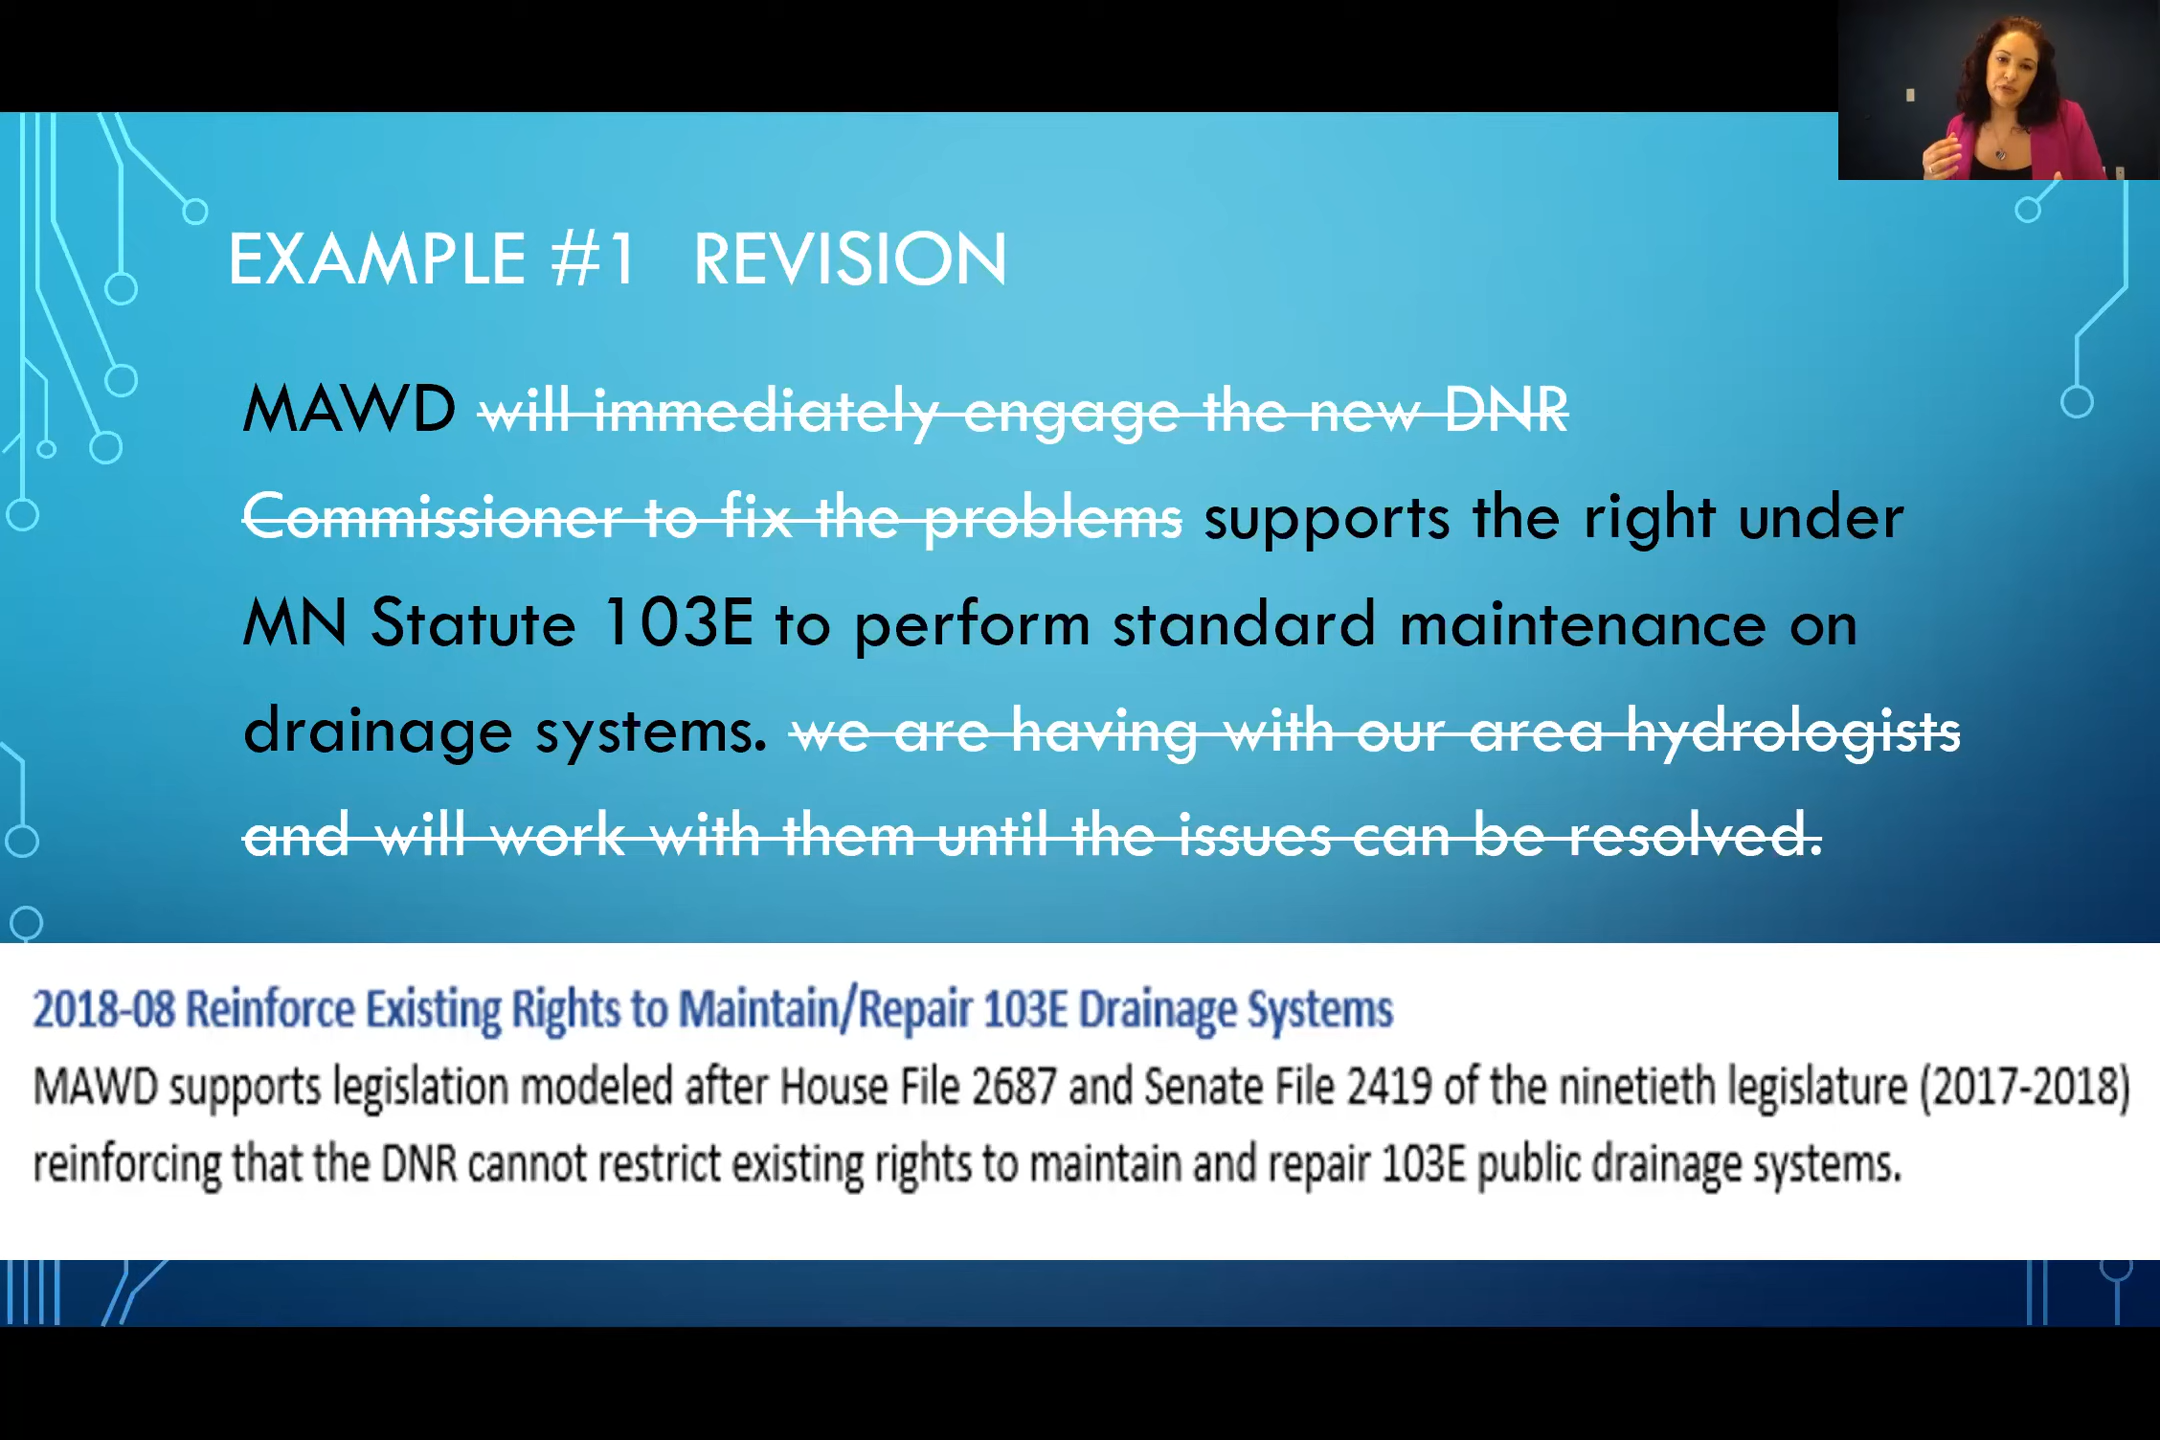 EXAMPLE #1 REVISION
MAWD will immediately engage the new DNR
Commissioner to fix the problems supports the right under
MN Statute 103E to perform standard maintenance on
drainage systems. we are having with our area hydrologists
and will work with them until the issues can be resolved.
2018-08 Reinforce Existing Rights to Maintain/Repair 103E Drainage Systems
MAWD supports legislation modeled after House File 2687 and Senate File 2419 of the ninetieth legislature (2017-2018)
reinforcing that the DNR cannot restrict existing rights to maintain and repair 103E public drainage systems.